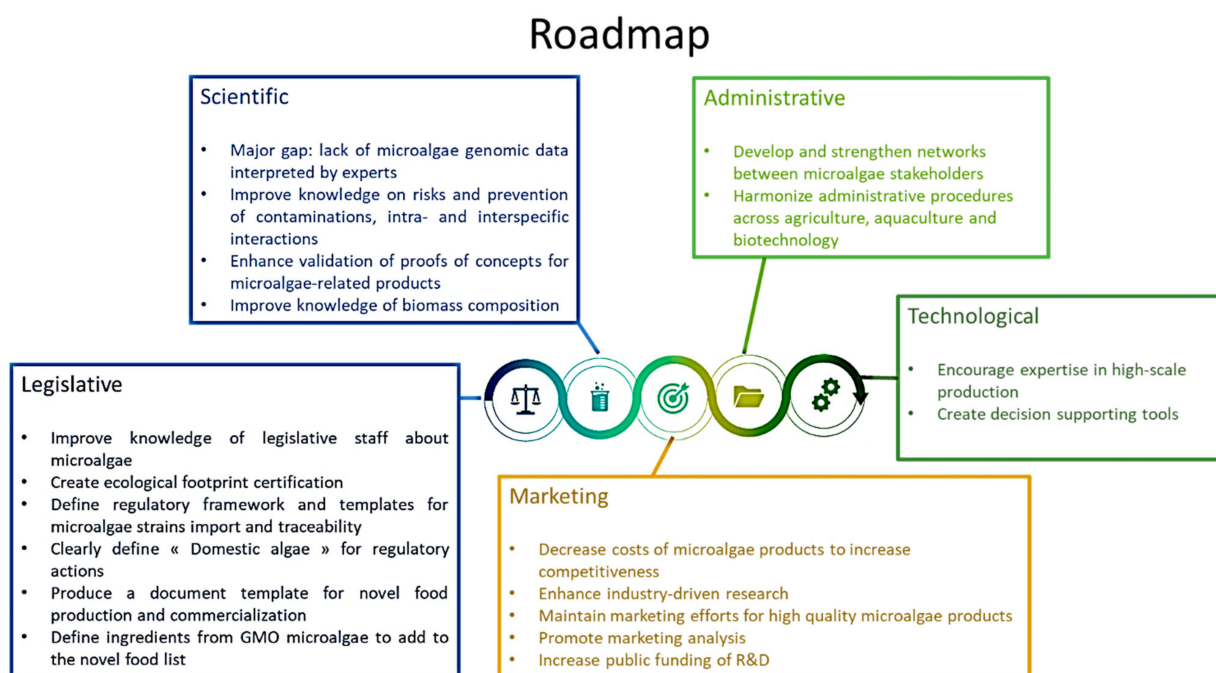 Roadmap
Scientific
• Major gap: lack of microalgae genomic data
interpreted by experts
• Improve knowledge on risks and prevention
of contaminations, intra- and interspecific
interactions
• Enhance validation of proofs of concepts for
microalgae-related products
• Improve knowledge of biomass composition
Administrative
• Develop and strengthen networks
between microalgae stakeholders
• Harmonize administrative procedures
across agriculture, aquaculture and
biotechnology
Technological
• Encourage expertise in high-scale
production
• Create decision supporting tools
Legislative
• Improve knowledge of legislative staff about
microalgae
• Create ecological footprint certification
• Define regulatory framework and templates for
microalgae strains import and traceability
• Clearly define « Domestic algae » for regulatory
actions
• Produce a document template for novel food
production and commercialization
• Define ingredients from GMO microalgae to add to
the novel food list
Marketing
• Decrease costs of microalgae products to increase
competitiveness
• Enhance industry-driven research
• Maintain marketing efforts for high quality microalgae products
• Promote marketing analysis
• Increase public funding of R&D